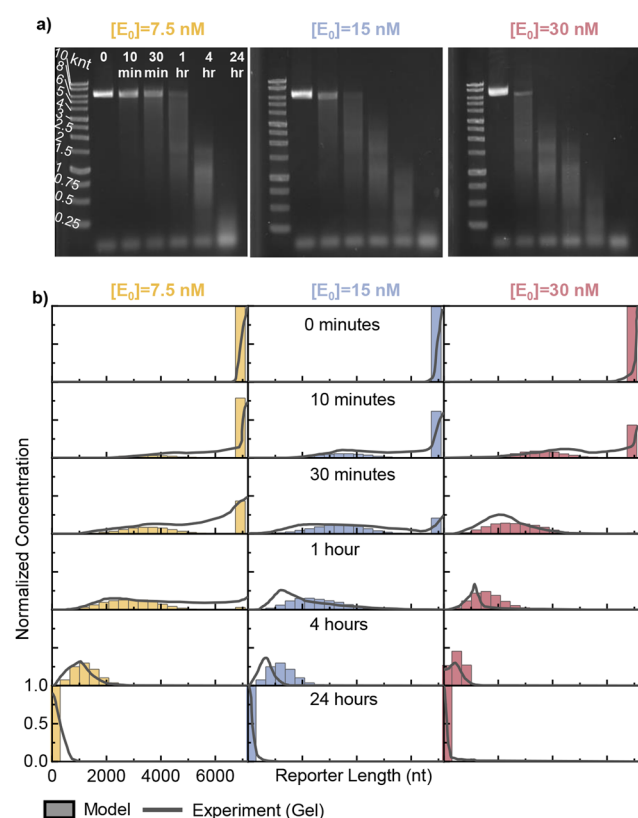 a)
[E₀]=7.5 nM [E₀]=15 nM [E₀]=30 nM
knt
10
8
6
5
4
3
2.5
2
1.5
1
0.75
0.5
0.25
0 10 30 1 4 24
min min hr hr hr
b)
[E₀]=7.5 nM [E₀]=15 nM [E₀]=30 nM
0 minutes
10 minutes
30 minutes
1 hour
4 hours
24 hours
Normalized Concentration
1.0
0.5
0.0
0 2000 4000 6000
Reporter Length (nt)
Model Experiment (Gel)